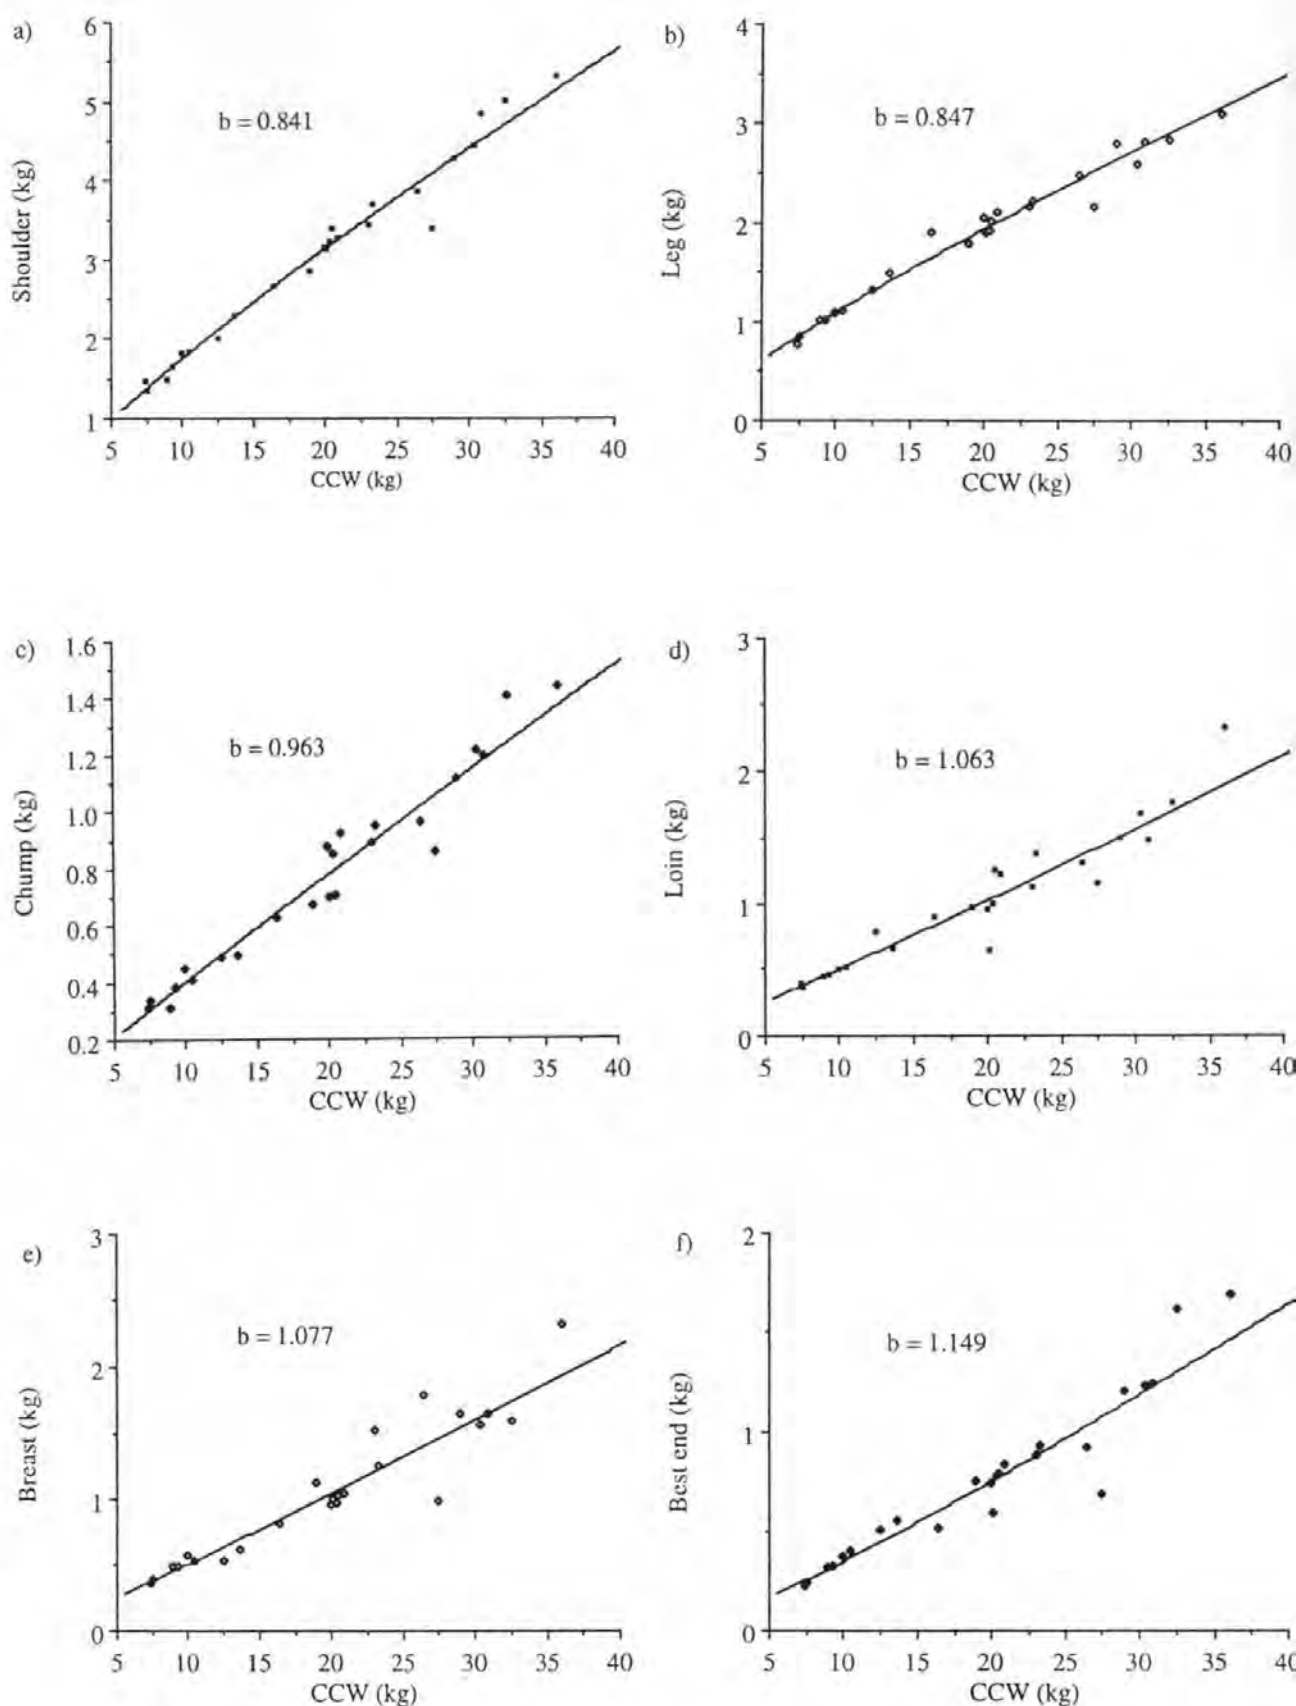 a)
6
5
4
3
2
1
Shoulder (kg)
b = 0.841
5 10 15 20 25 30 35 40
CCW (kg)
b)
4
3
2
1
0
Leg (kg)
b = 0.847
5 10 15 20 25 30 35 40
CCW (kg)
c)
1.6
1.4
1.2
1.0
0.8
0.6
0.4
0.2
Chump (kg)
b = 0.963
5 10 15 20 25 30 35 40
CCW (kg)
d)
3
2
1
0
Loin (kg)
b = 1.063
5 10 15 20 25 30 35 40
CCW (kg)
e)
3
2
1
0
Breast (kg)
b = 1.077
5 10 15 20 25 30 35 40
CCW (kg)
f)
2
1
0
Best end (kg)
b = 1.149
5 10 15 20 25 30 35 40
CCW (kg)